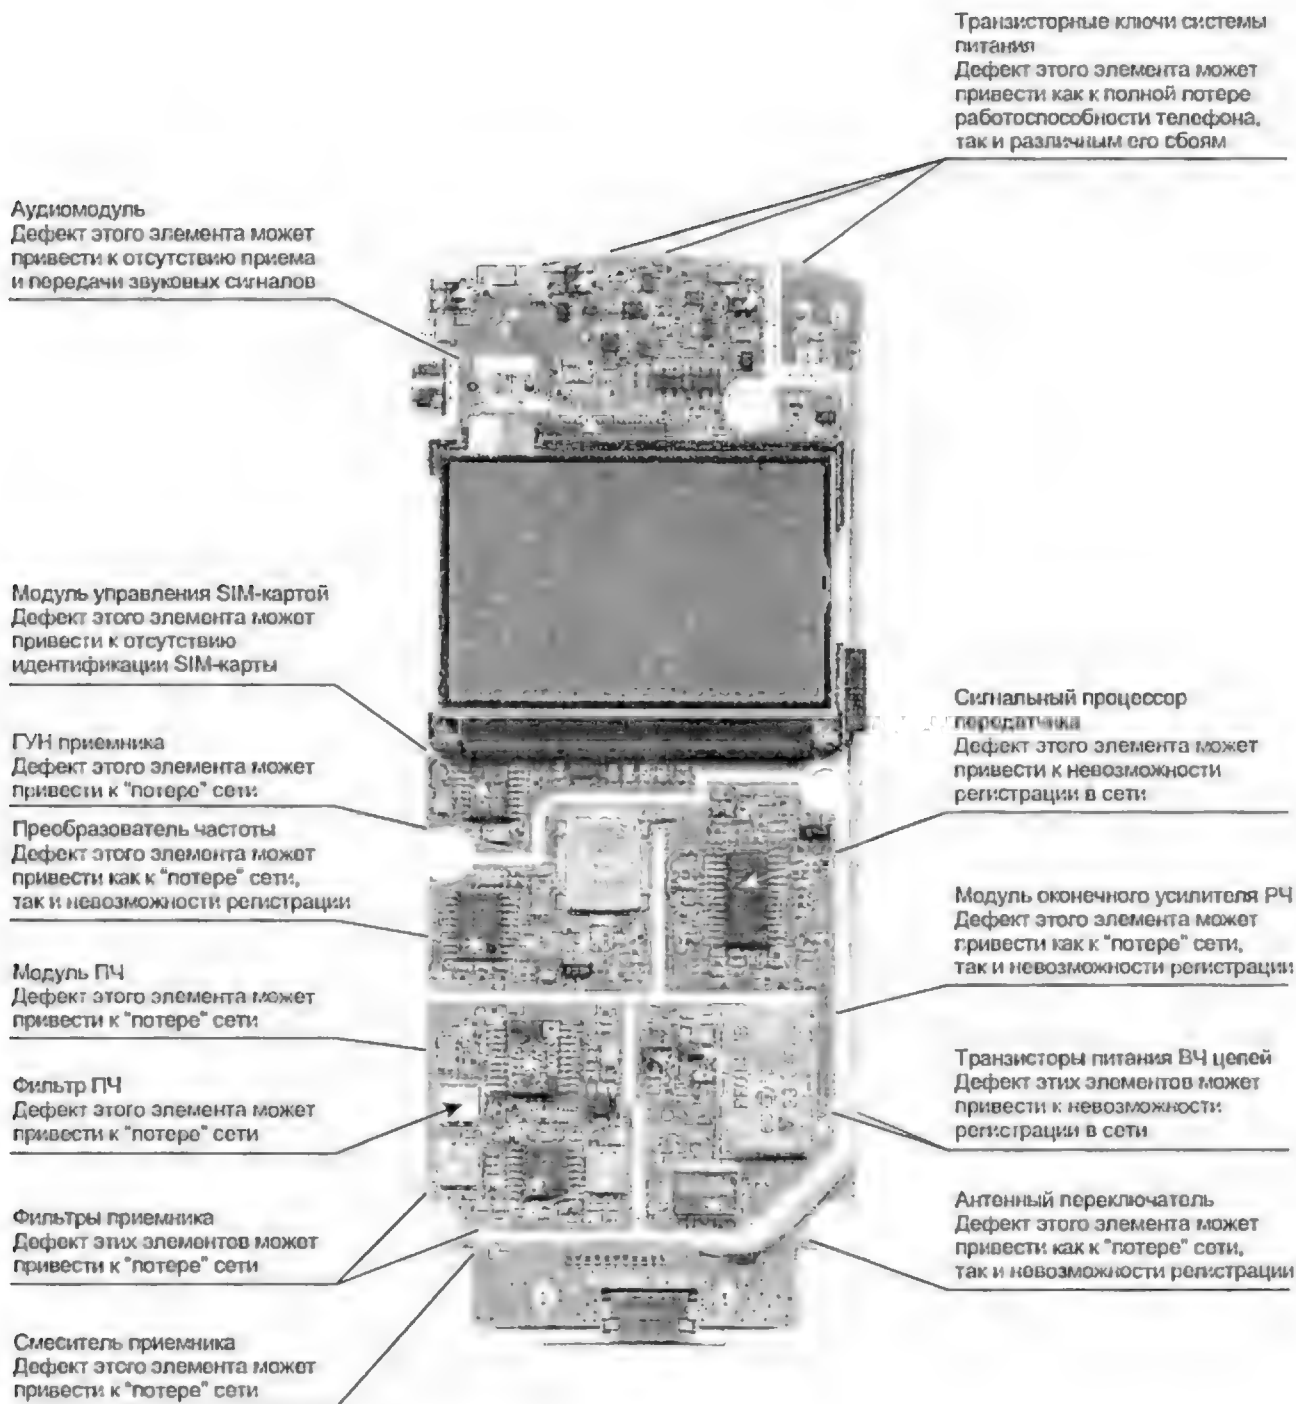 Транзисторные ключи системы
питания
Дефект этого элемента может
привести как к полной потере
работоспособности телефона,
так и различным его сбоям
Аудиомодуль
Дефект этого элемента может
привести к отсутствию приема
и передачи звуковых сигналов
Модуль управления SIM-картой
Дефект этого элемента может
привести к отсутствию
идентификации SIM-карты
ГУН приемника
Дефект этого элемента может
привести к "потере" сети
Преобразователь частоты
Дефект этого элемента может
привести как к "потере" сети,
так и невозможности регистрации
Модуль ПЧ
Дефект этого элемента может
привести к "потере" сети
Фильтр ПЧ
Дефект этого элемента может
привести к "потере" сети
Фильтры приемника
Дефект этих элементов может
привести к "потере" сети
Смеситель приемника
Дефект этого элемента может
привести к "потере" сети
Сигнальный процессор
передатчика
Дефект этого элемента может
привести к невозможности
регистрации в сети
Модуль оконечного усилителя РЧ
Дефект этого элемента может
привести как к "потере" сети,
так и невозможности регистрации
Транзисторы питания ВЧ цепей
Дефект этих элементов может
привести к невозможности
регистрации в сети
Антенный переключатель
Дефект этого элемента может
привести как к "потере" сети,
так и невозможности регистрации